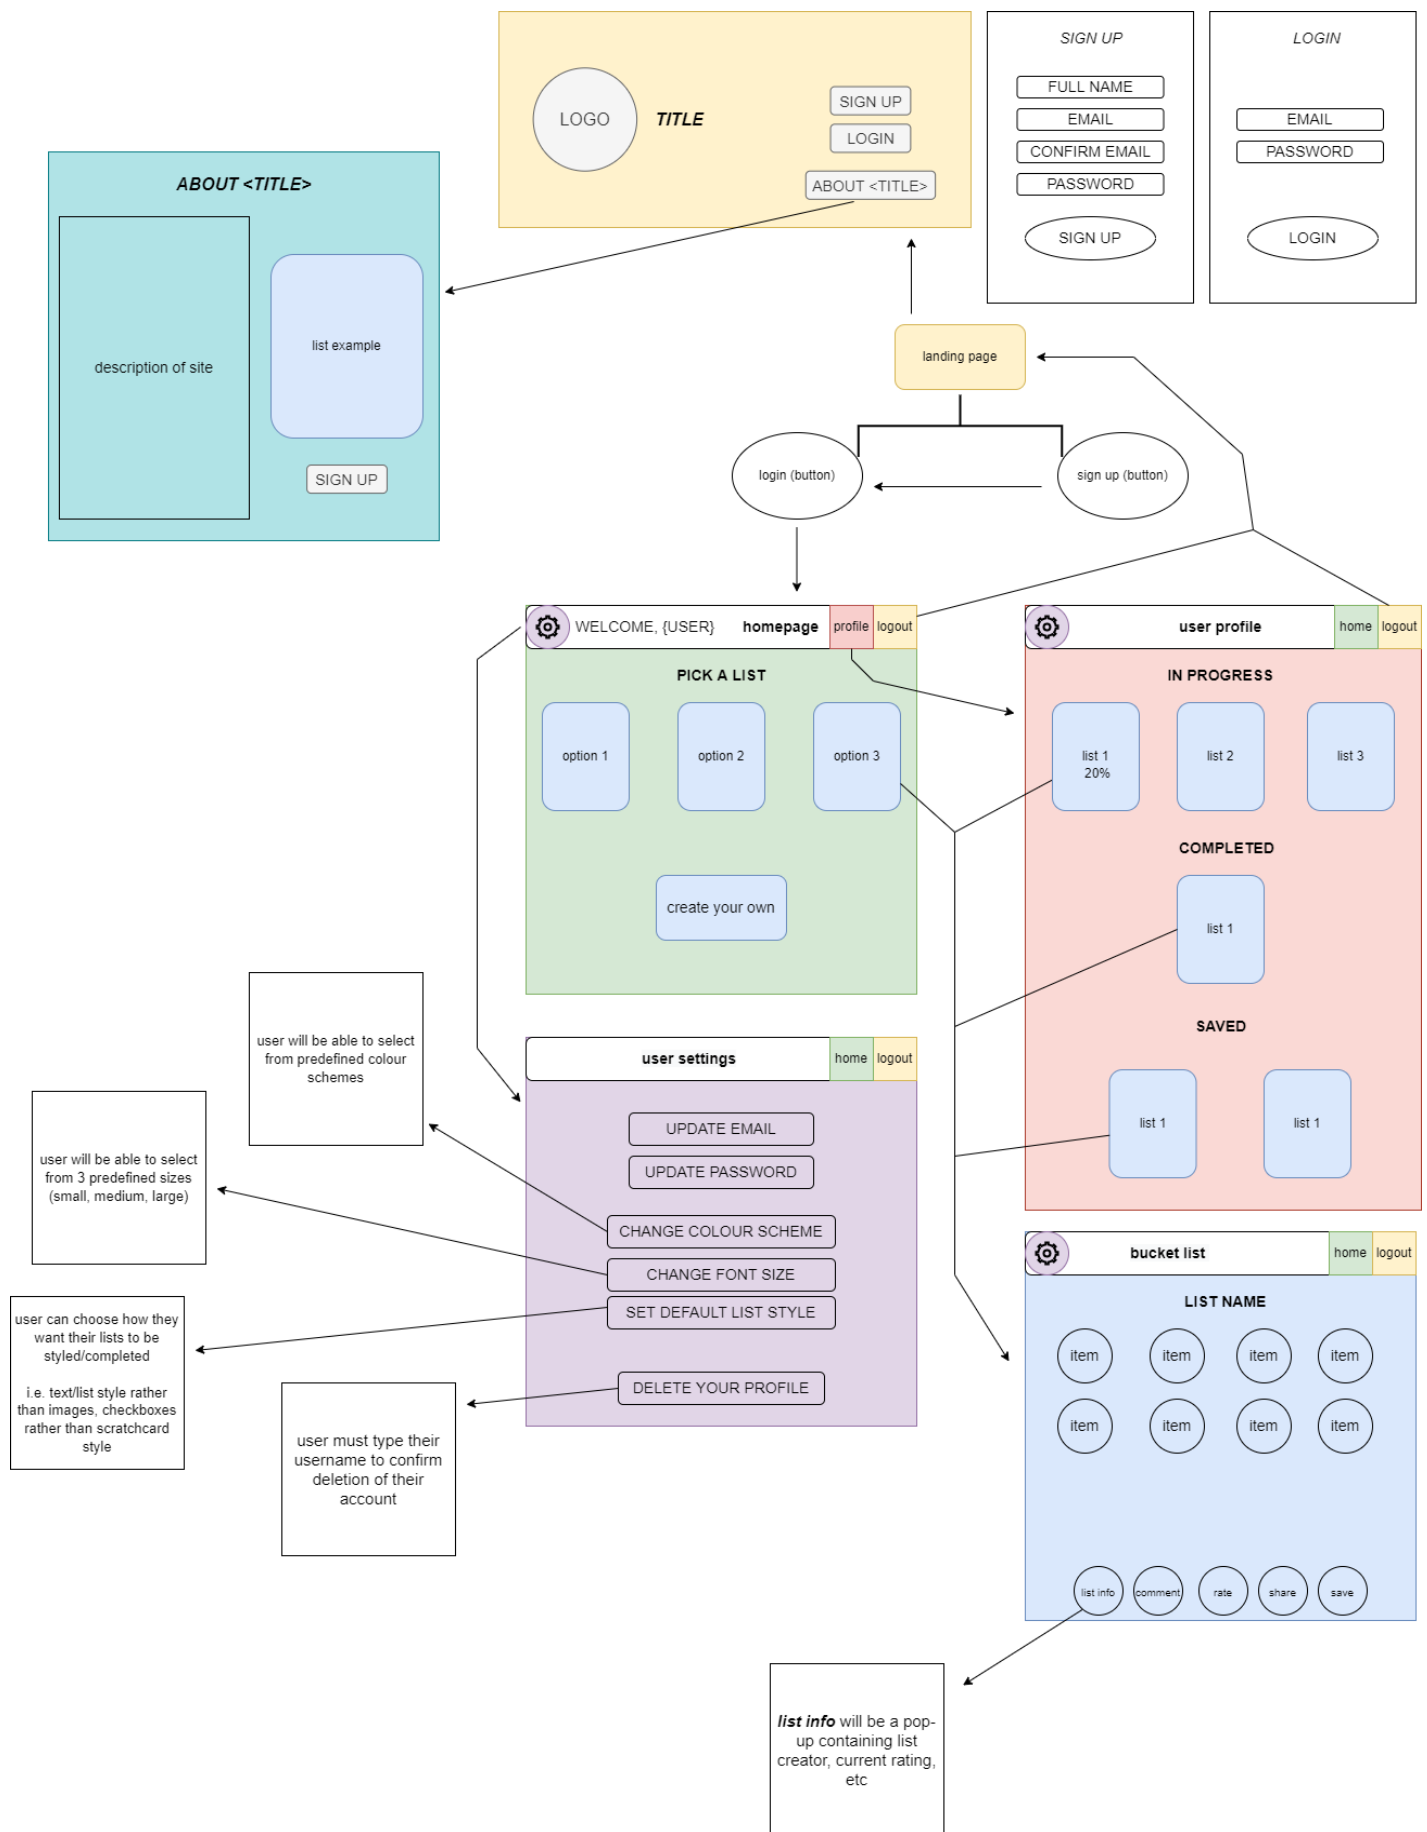 SIGN UP
FULL NAME
EMAIL
CONFIRM EMAIL
PASSWORD
SIGN UP
LOGIN
EMAIL
PASSWORD
LOGIN
LOGO
TITLE
SIGN UP
LOGIN
ABOUT <TITLE>
ABOUT <TITLE>
description of site
list example
SIGN UP
landing page
login (button)
sign up (button)
WELCOME, {USER}
homepage
profile
logout
PICK A LIST
option 1
option 2
option 3
create your own
user profile
home
logout
IN PROGRESS
list 1
20%
list 2
list 3
COMPLETED
list 1
SAVED
list 1
list 1
user settings
home
logout
UPDATE EMAIL
UPDATE PASSWORD
CHANGE COLOUR SCHEME
CHANGE FONT SIZE
SET DEFAULT LIST STYLE
DELETE YOUR PROFILE
user will be able to select
from predefined colour
schemes
user will be able to select
from 3 predefined sizes
(small, medium, large)
user can choose how they
want their lists to be
styled/completed
i.e. text/list style rather
than images, checkboxes
rather than scratchcard
style
user must type their
username to confirm
deletion of their
account
bucket list
home
logout
LIST NAME
item
item
item
item
item
item
item
item
list info
comment
rate
share
save
list info will be a pop-
up containing list
creator, current rating,
etc